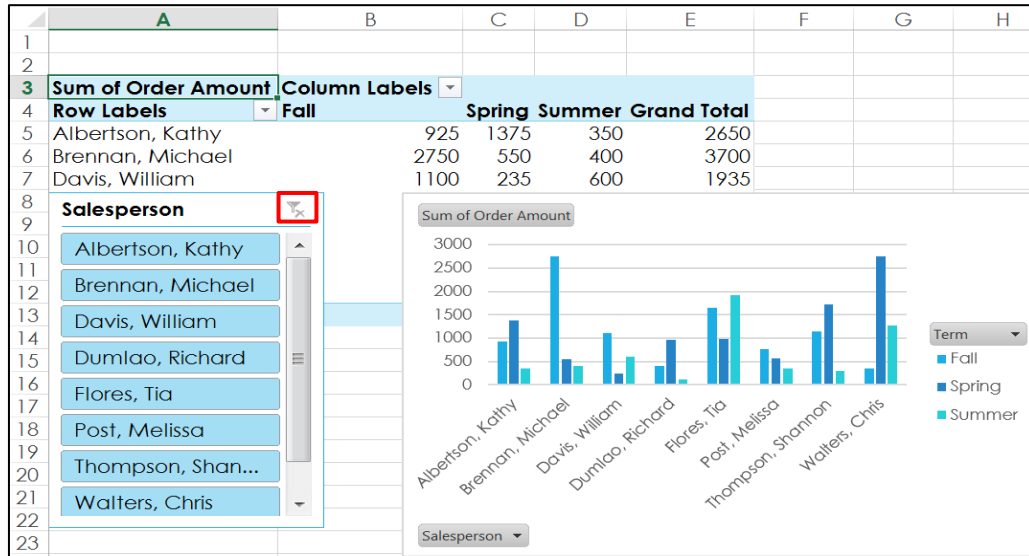 A B C D E F G H
1
2
3 Sum of Order Amount Column Labels
4 Row Labels Fall Spring Summer Grand Total
5 Albertson, Kathy 925 1375 350 2650
6 Brennan, Michael 2750 550 400 3700
7 Davis, William 1100 235 600 1935
8
9
10
11
12
13
14
15
16
17
18
19
20
21
22
23
Salesperson
Albertson, Kathy
Brennan, Michael
Davis, William
Dumlao, Richard
Flores, Tia
Post, Melissa
Thompson, Shan...
Walters, Chris
Sum of Order Amount
3000
2500
2000
1500
1000
500
0
Albertson, Kathy
Brennan, Michael
Davis, William
Dumlao, Richard
Flores, Tia
Post, Melissa
Thompson, Shannon
Walters, Chris
Term
Fall
Spring
Summer
Salesperson